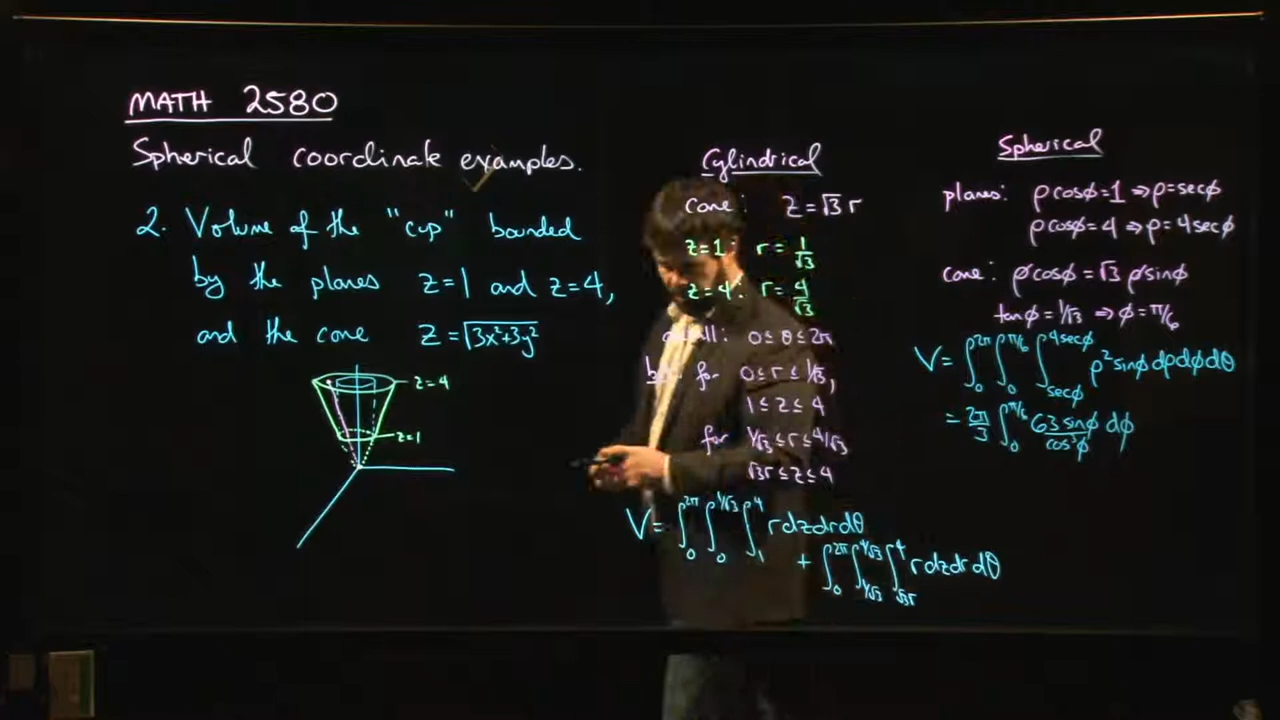 MATH 2580
Spherical coordinate examples.
2. Volume of the "cup" bounded
by the planes z=1 and z=4,
and the cone z=√3x²+3y²
z=4
z=1
Cylindrical
cone: z=√3 r
z=1: r=1/√3
z=4: r=4/√3
0≤θ≤2π
for 0≤r≤1/√3,
1≤z≤4
for 1/√3≤r≤4/√3
√3r≤z≤4
V=∫₀^2π ∫₀^1/√3 ∫₁^4 r dz dr dθ
+ ∫₀^2π ∫_1/√3^4/√3 ∫_√3r^4 r dz dr dθ
Spherical
planes: ρcosϕ=1 ⇒ρ=secϕ
ρcosϕ=4 ⇒ρ=4secϕ
cone: ρcosϕ=√3 ρsinϕ
tanϕ=1/√3 ⇒ϕ=π/6
V=∫₀^2π ∫₀^π/6 ∫_secϕ^4secϕ ρ²sinϕ dρ dϕ dθ
=2π/3 ∫₀^π/6 63 sinϕ/cos³ϕ dϕ